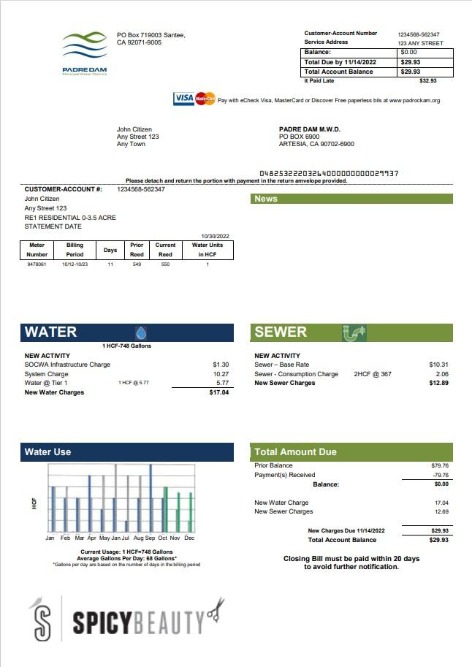 PO Box 719003 Santee,
CA 92071-9005
PADRE DAM
Customer-Account Number 1234568-562347
Service Address 123 ANY STREET
Balance: $0.00
Total Due by 11/14/2022 $29.93
Total Account Balance $29.93
It Paid Late $32.93
VISA MasterCard Pay with eCheck Visa, MasterCard or Discover Free paperless bils at www.padrockam.org
John Citizen
Any Street 123
Any Town
PADRE DAM M.W.D.
PO BOX 6900
ARTESIA, CA 90702-6900
Please detach and return the portion with payment in the return amvelope provided.
CUSTOMER-ACCOUNT #: 1234568-562347
John Citizen
Any Street 123
RE1 RESIDENTIAL 0-3.5 ACRE
STATEMENT DATE
10/30/2022
News
Meter Number Billing Period Days Prior Reed Current Reed Water Units in HCF
9478061 10/12-10/23 11 549 550 1
WATER
1 HCF-748 Gallons
NEW ACTIVITY
SOCWA Infrastructure Charge $1.30
System Charge 10.27
Water @ Tier 1 1 HCF @ 5.77 5.77
New Water Charges $17.04
SEWER
NEW ACTIVITY
Sewer – Base Rate $10.31
Sewer - Consumption Charge 2HCF @ 367 2.06
New Sewer Charges $12.89
Water Use
HCF
Jan Feb Mar Apr May Jun Jul Aug Sep Oct Nov Dec
Current Usage: 1 HCF=748 Gallons
Average Gallons Per Day: 68 Gallons*
*Gallons per day are based on the number of days in the billing period
Total Amount Due
Prior Balance $79.76
Payment(s) Received -79.76
Balance: $0.00
New Water Charge 17.04
New Sewer Charges 12.89
New Charges Due 11/14/2022 $29.93
Total Account Balance $29.93
Closing Bill must be paid within 20 days
to avoid further notification.
SPICYBEAUTY